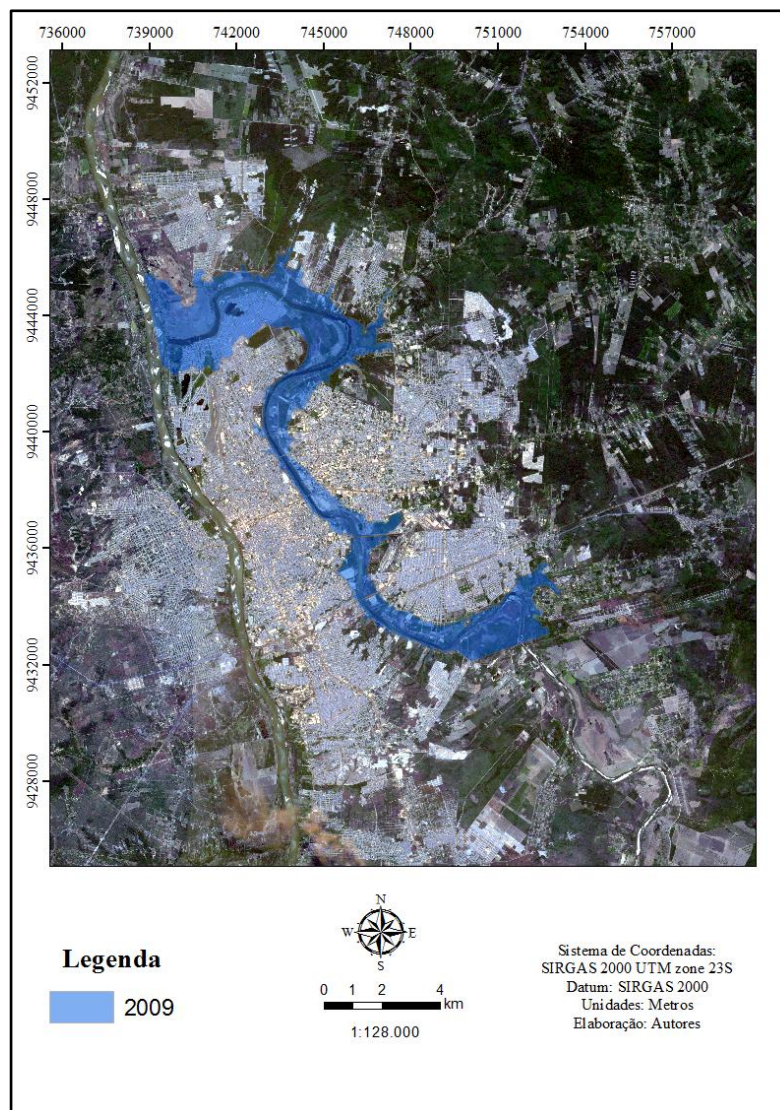 736000 739000 742000 745000 748000 751000 754000 757000
9452000
9448000
9444000
9440000
9436000
9432000
9428000
N
W E
S
Legenda
2009
0 1 2 4
km
1:128.000
Sistema de Coordenadas:
SIRGAS 2000 UTM zone 23S
Datum: SIRGAS 2000
Unidades: Metros
Elaboração: Autores